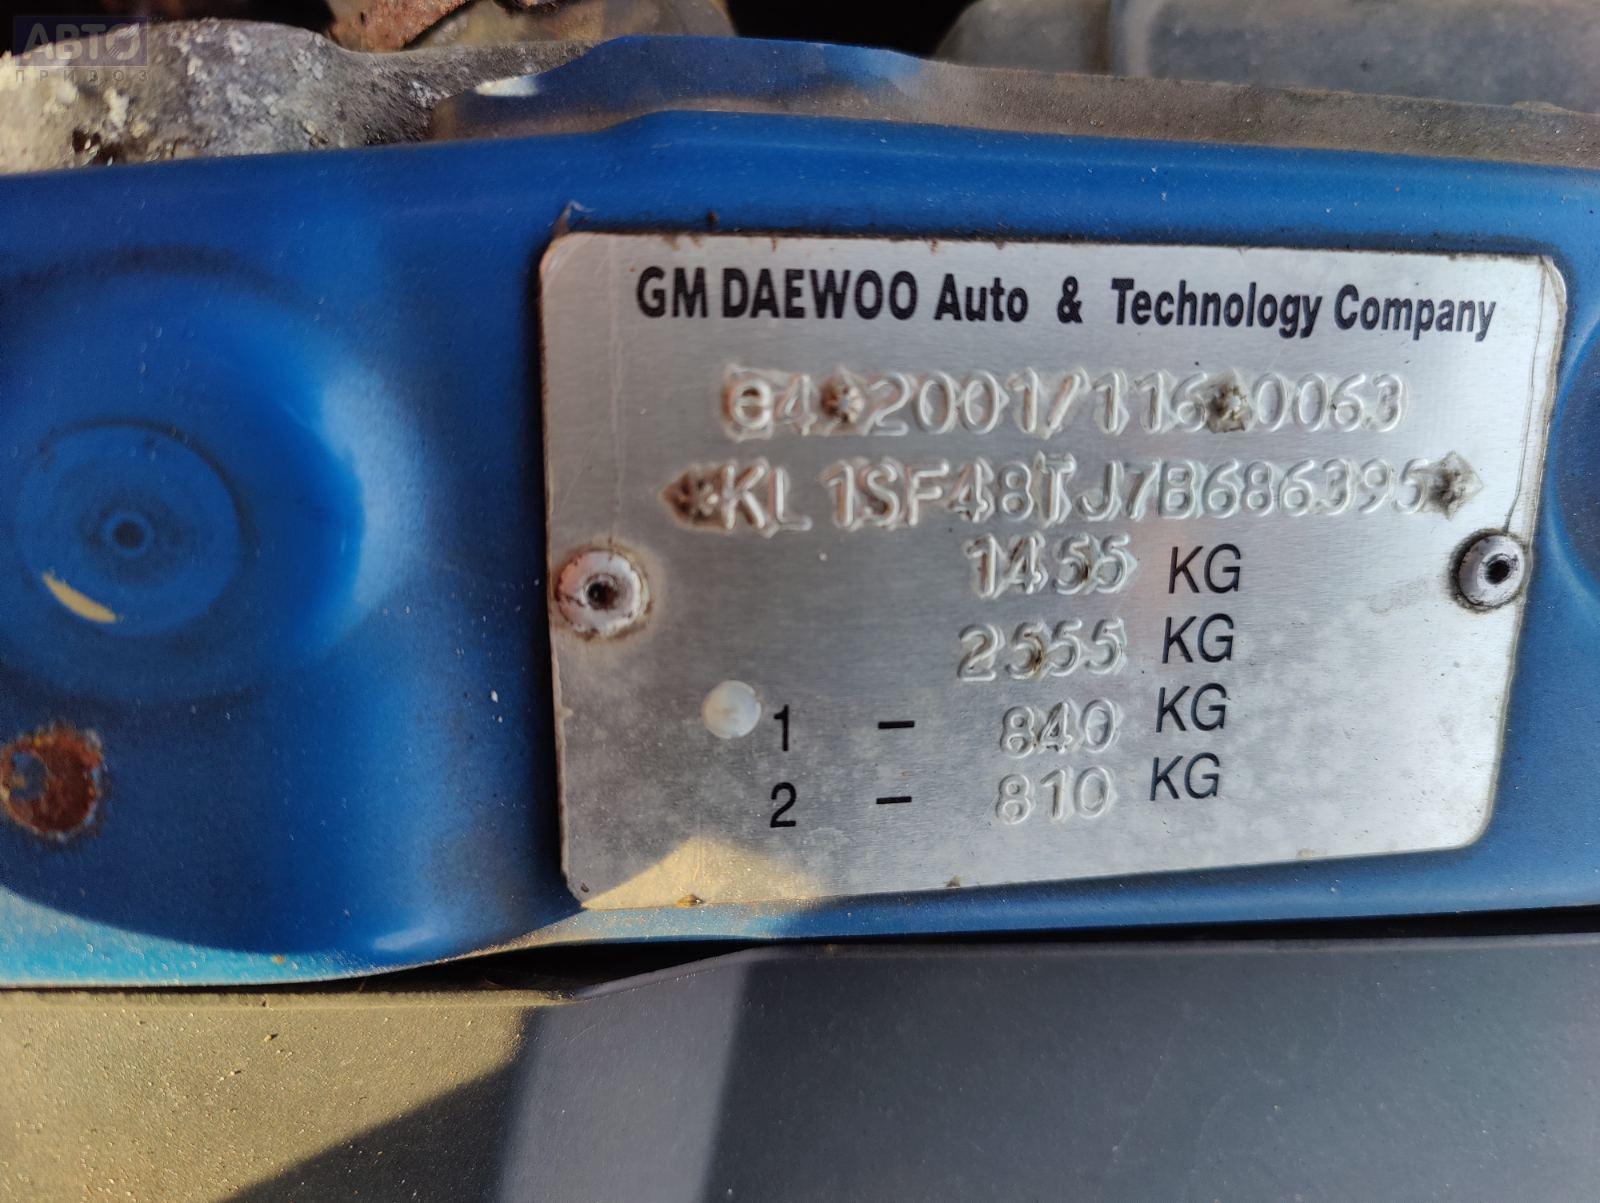 АВТО
ПРИВОЗ
GM DAEWOO Auto & Technology Company
e4*2001/116*0063
*KL1SF48TJ7B686395*
1455 KG
2555 KG
1 – 840 KG
2 – 810 KG